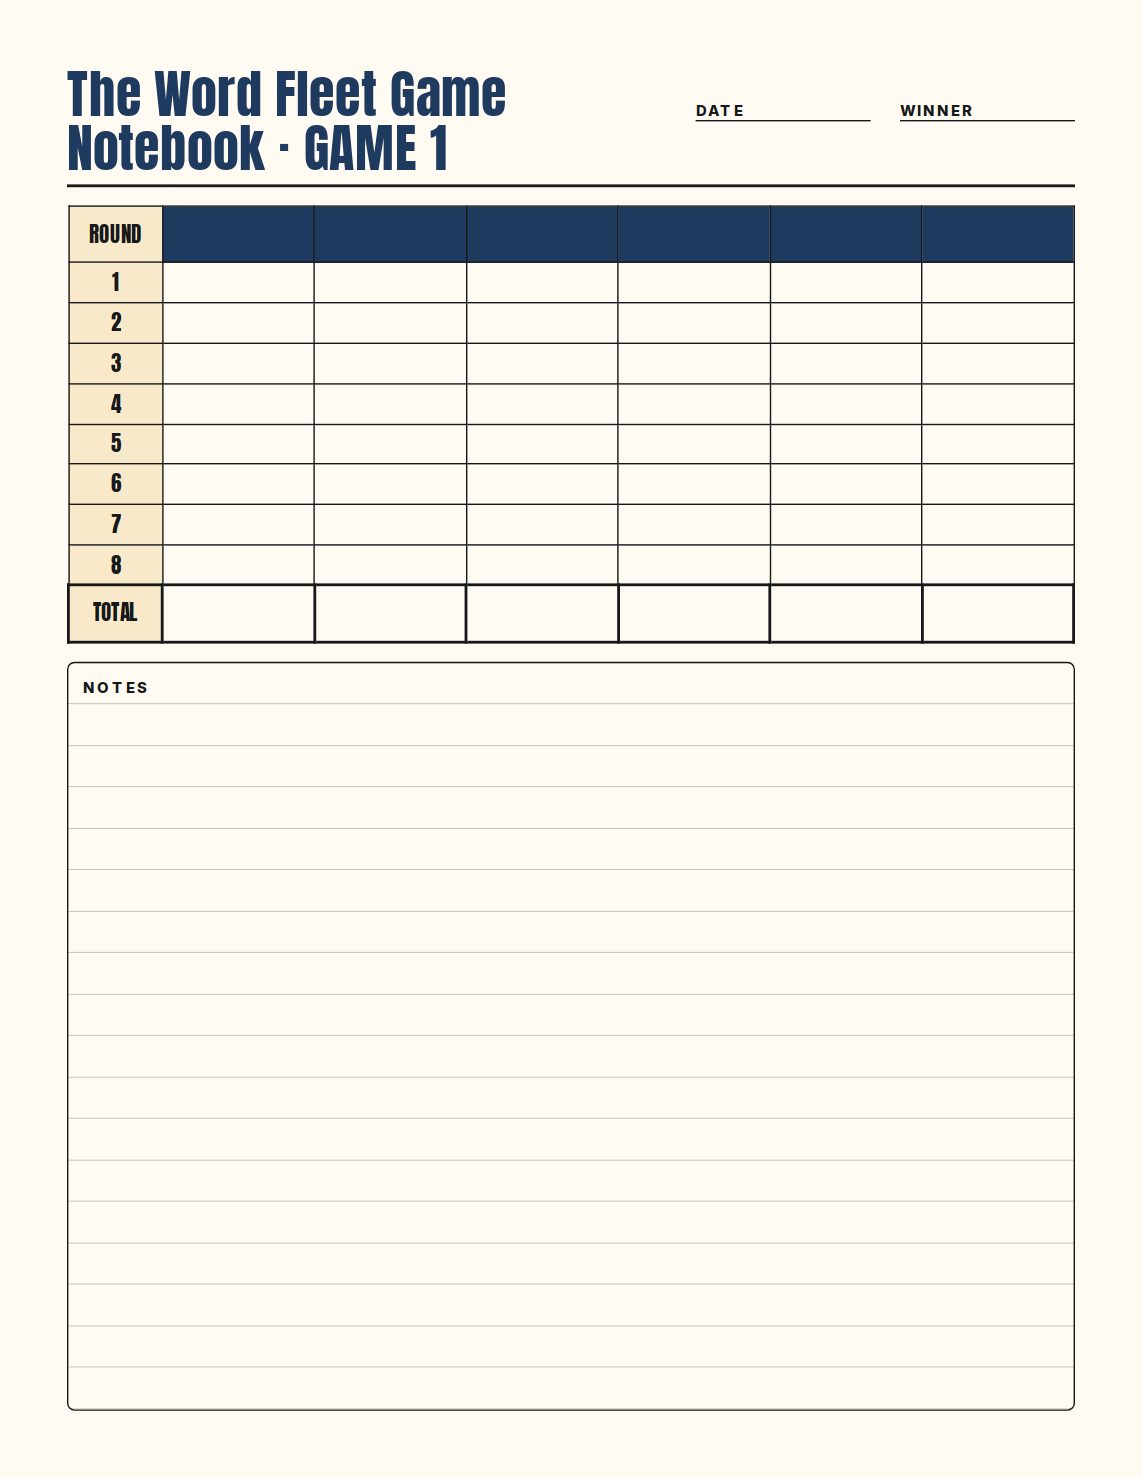 The Word Fleet Game
Notebook · GAME 1
DATE
WINNER
ROUND
1
2
3
4
5
6
7
8
TOTAL
NOTES